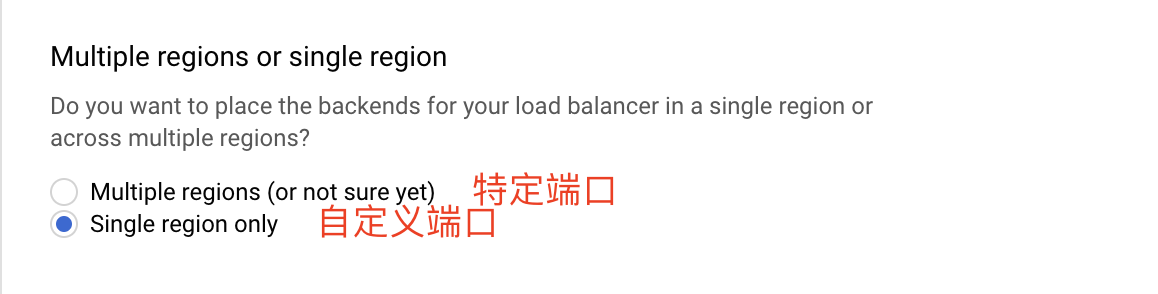 Multiple regions or single region
Do you want to place the backends for your load balancer in a single region or
across multiple regions?
Multiple regions (or not sure yet) 特定端口
Single region only 自定义端口